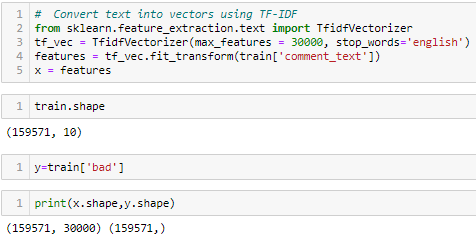 1 #  Convert text into vectors using TF-IDF
2 from sklearn.feature_extraction.text import TfidfVectorizer
3 tf_vec = TfidfVectorizer(max_features = 30000, stop_words='english')
4 features = tf_vec.fit_transform(train['comment_text'])
5 x = features
1 train.shape
(159571, 10)
1 y=train['bad']
1 print(x.shape,y.shape)
(159571, 30000) (159571,)